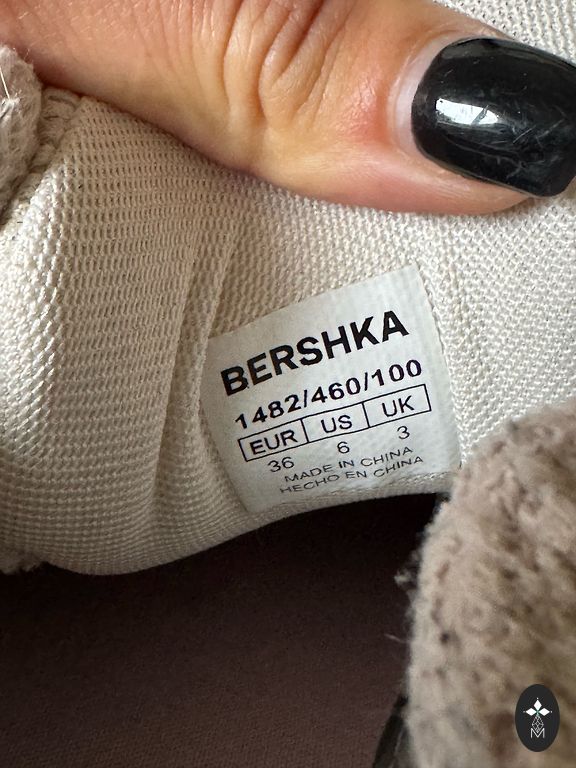 BERSHKA
1482/460/100
EUR US UK
36 6 3
MADE IN CHINA
HECHO EN CHINA
M